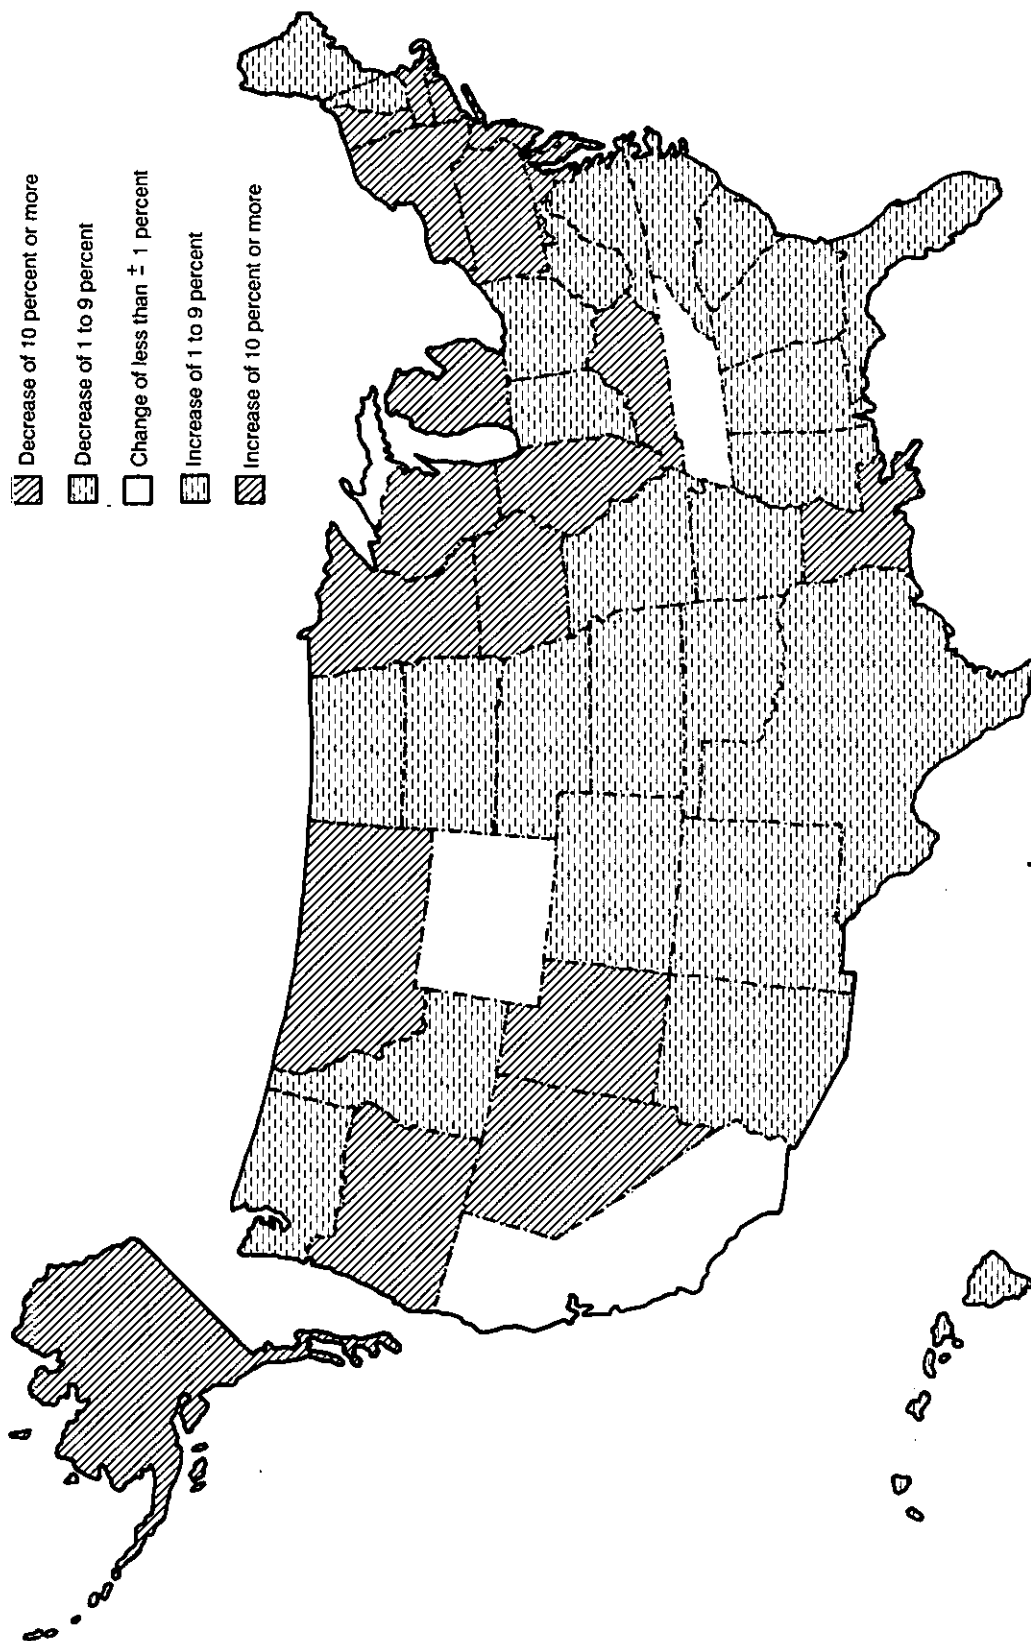 Decrease of 10 percent or more
Decrease of 1 to 9 percent
Change of less than ± 1 percent
Increase of 1 to 9 percent
Increase of 10 percent or more